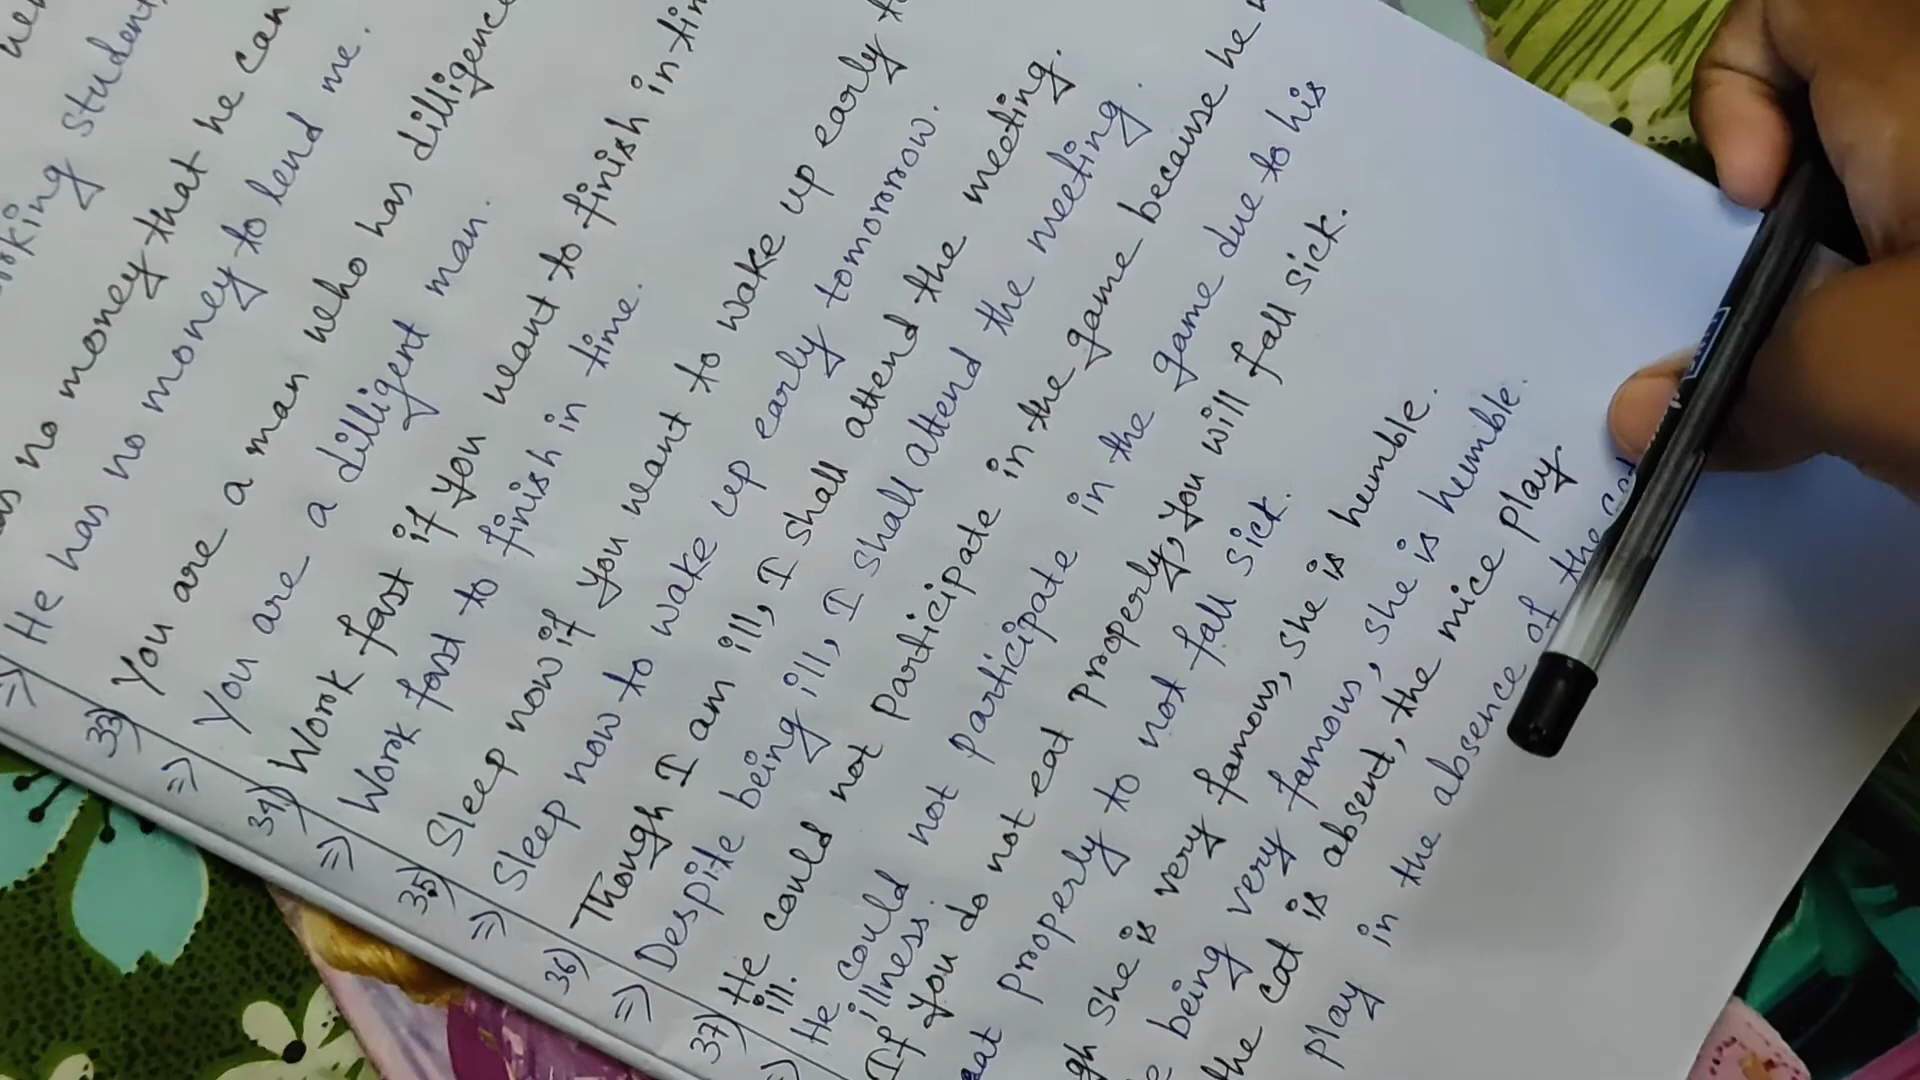 king student
no money that he can
=> He has no money to lend me.
33) You are a man who has dilligence
=> You are a dilligent man.
34) Work fast if you want to finish in tim
=> Work fast to finish in time.
35) Sleep now if you want to wake up early to
=> Sleep now to wake up early tomorrow.
36) Though I am ill, I shall attend the meeting.
=> Despite being ill, I shall attend the meeting.
37) He could not participate in the game because he
ill.
=> He could not participate in the game due to his
illness.
If you do not eat properly, you will fall sick.
eat properly to not fall sick.
gh she is very famous, she is humble.
being very famous, she is humble.
the cat is absent, the mice play
play in the absence of the cat